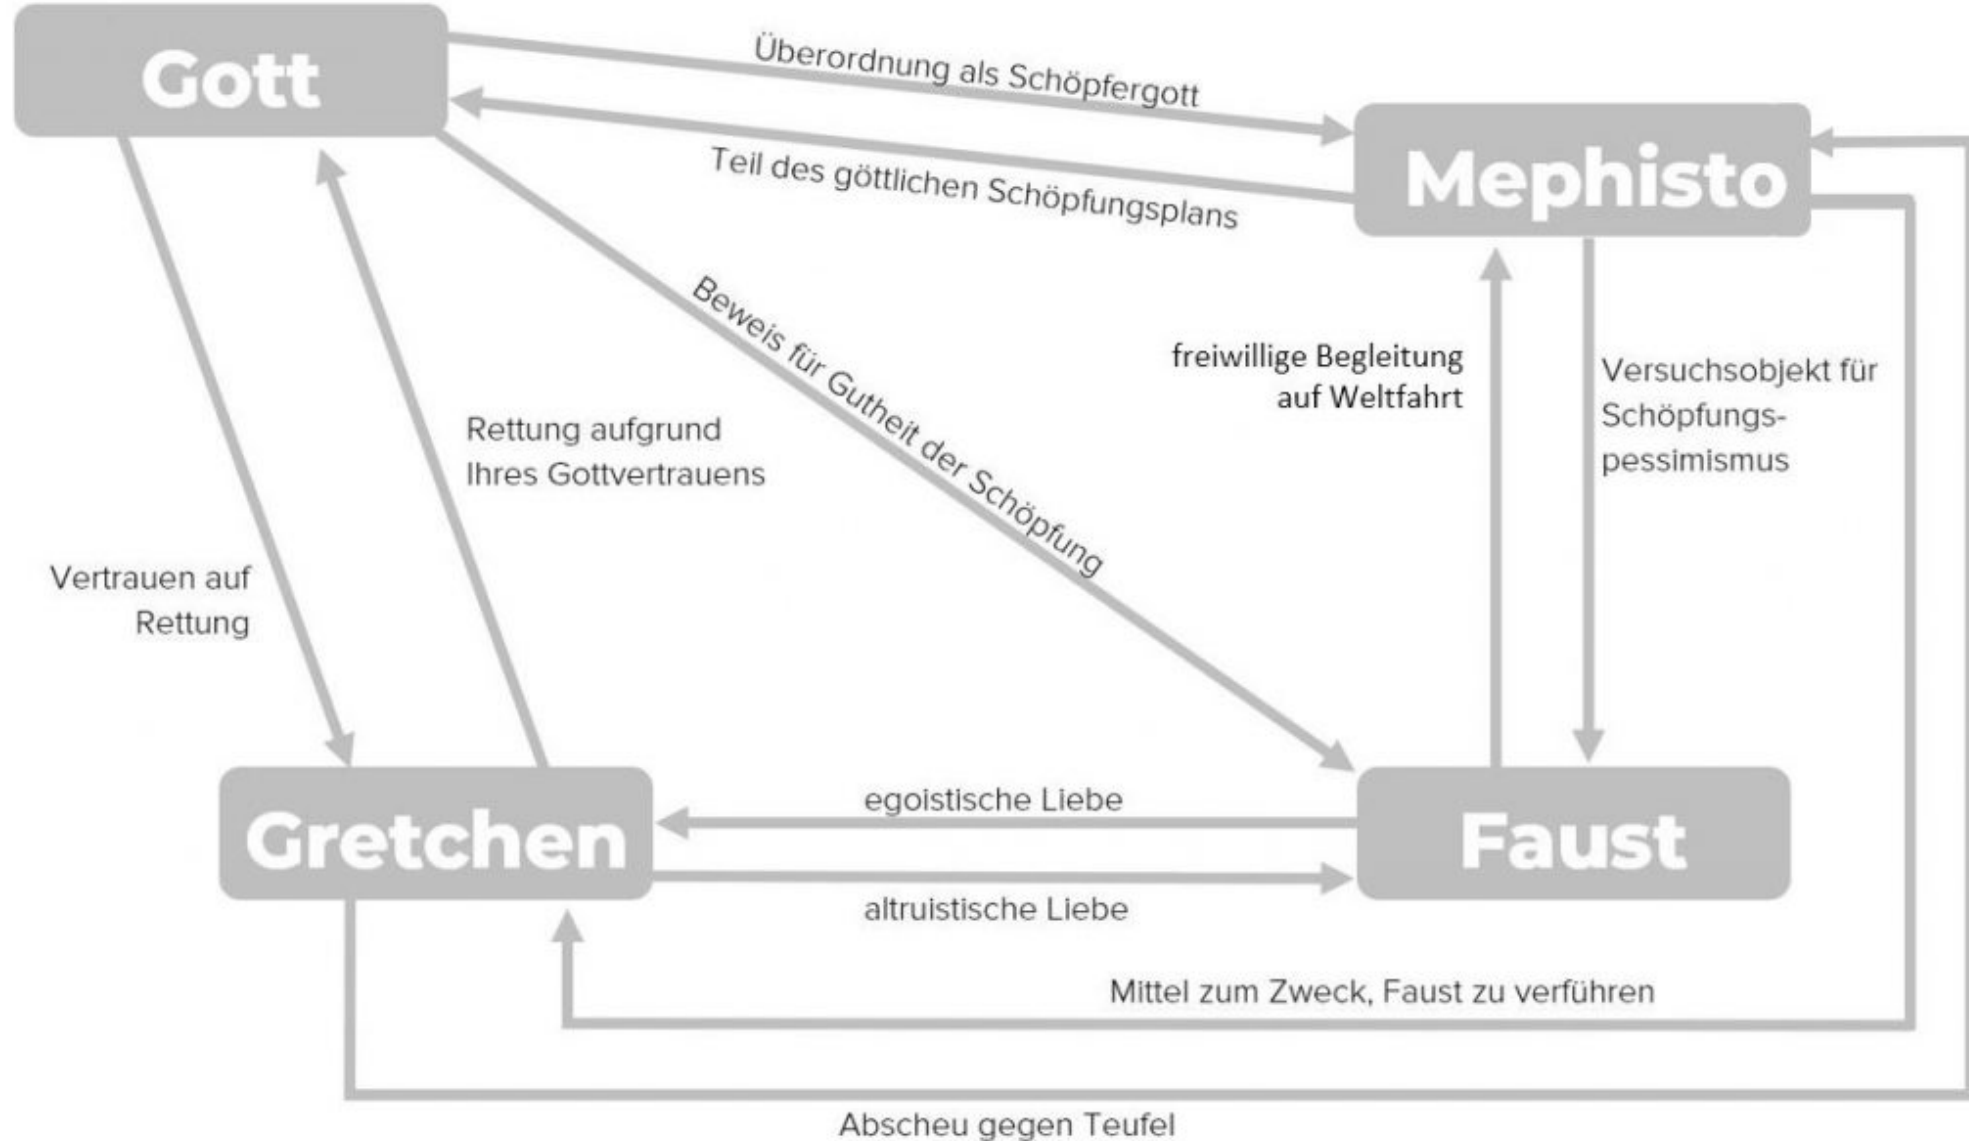 Gott
Überordnung als Schöpfergott
Teil des göttlichen Schöpfungsplans
Mephisto
Beweis für Gutheit der Schöpfung
freiwillige Begleitung
auf Weltfahrt
Versuchsobjekt für
Schöpfungs-
pessimismus
Rettung aufgrund
Ihres Gottvertrauens
Vertrauen auf
Rettung
Gretchen
egoistische Liebe
altruistische Liebe
Faust
Mittel zum Zweck, Faust zu verführen
Abscheu gegen Teufel